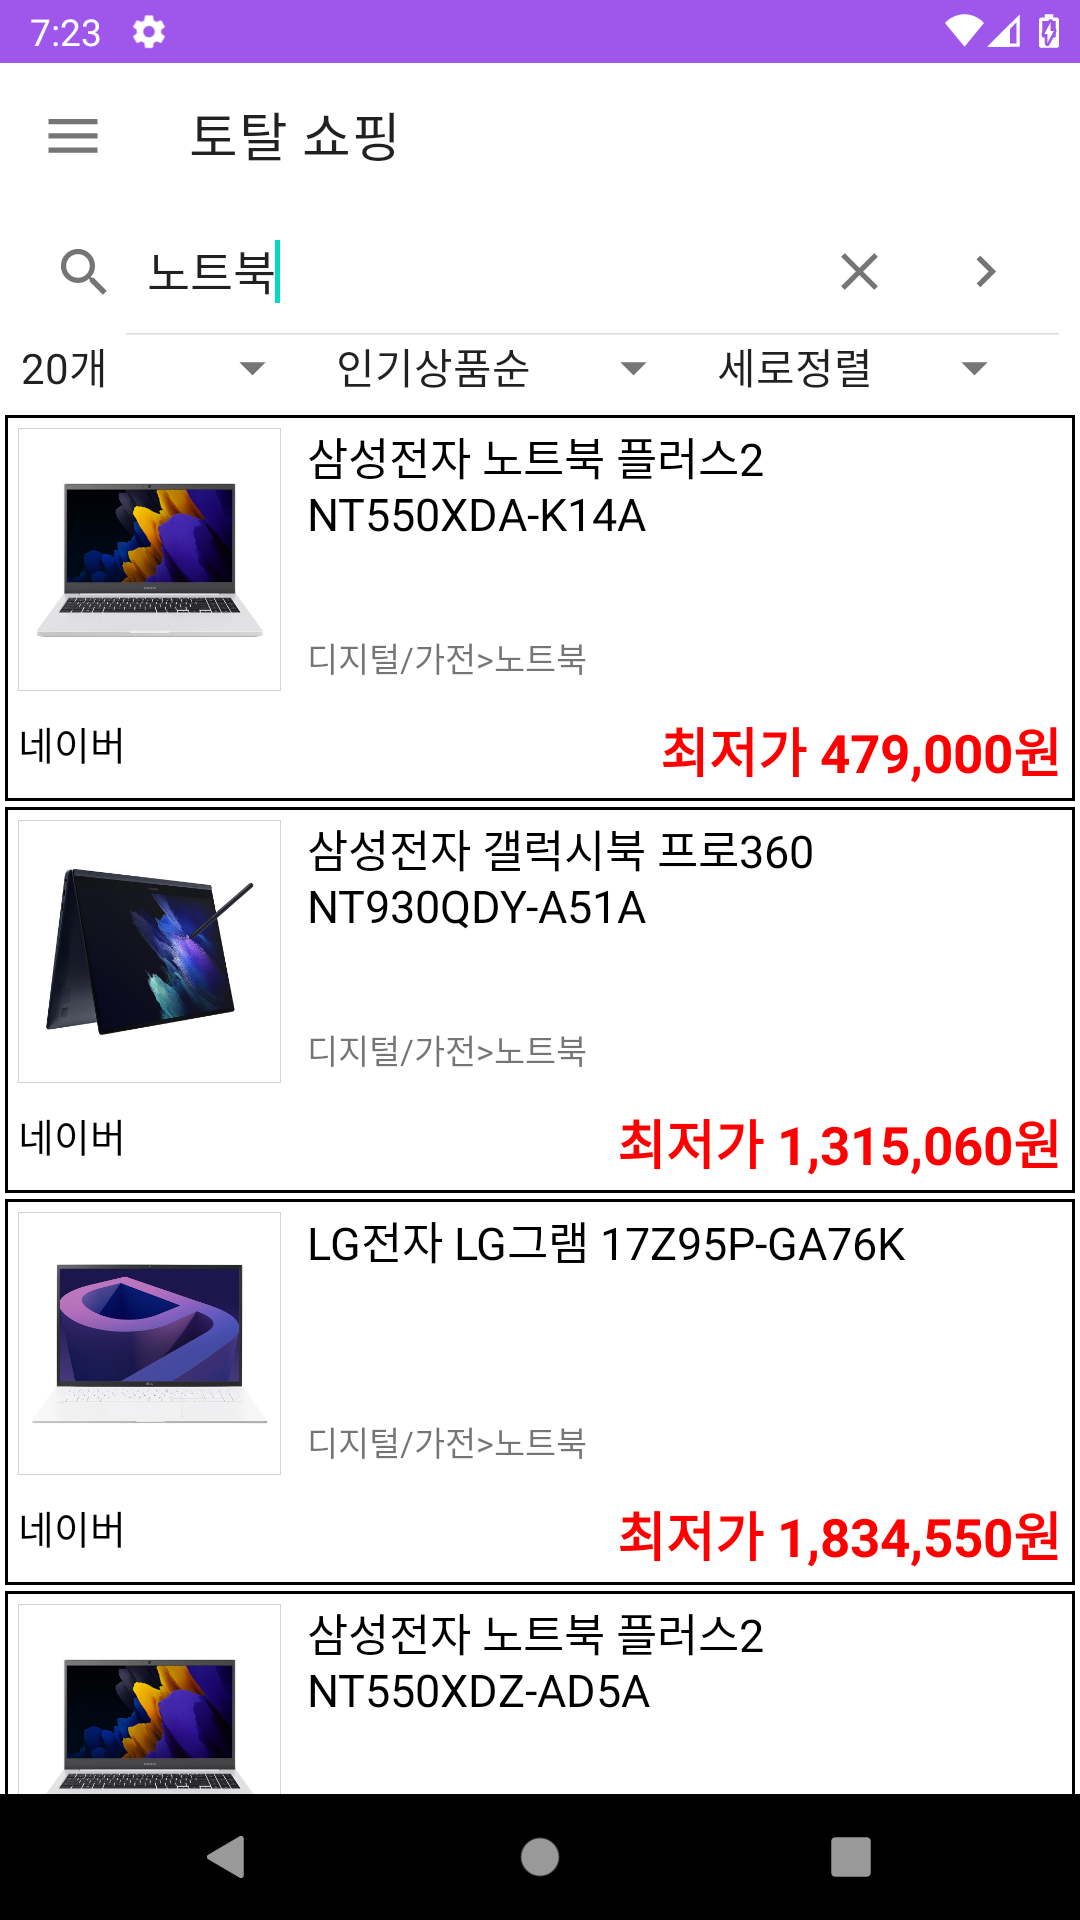 7:23
토탈 쇼핑
노트북
20개 인기상품순 세로정렬
삼성전자 노트북 플러스2
NT550XDA-K14A
디지털/가전>노트북
네이버 최저가 479,000원
삼성전자 갤럭시북 프로360
NT930QDY-A51A
디지털/가전>노트북
네이버 최저가 1,315,060원
LG전자 LG그램 17Z95P-GA76K
디지털/가전>노트북
네이버 최저가 1,834,550원
삼성전자 노트북 플러스2
NT550XDZ-AD5A